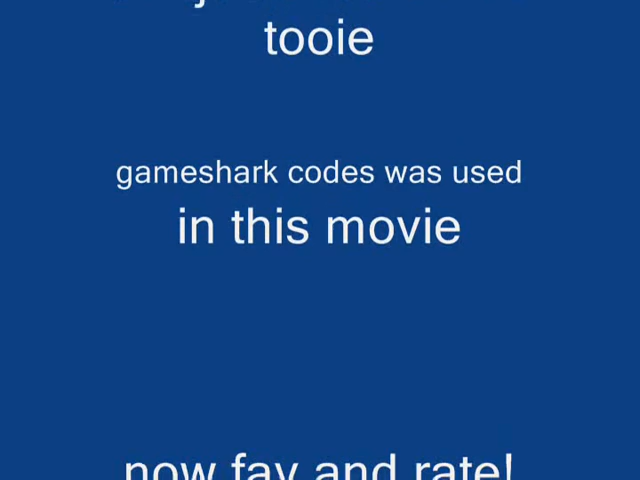 tooie
gameshark codes was used
in this movie
now fav and rate!